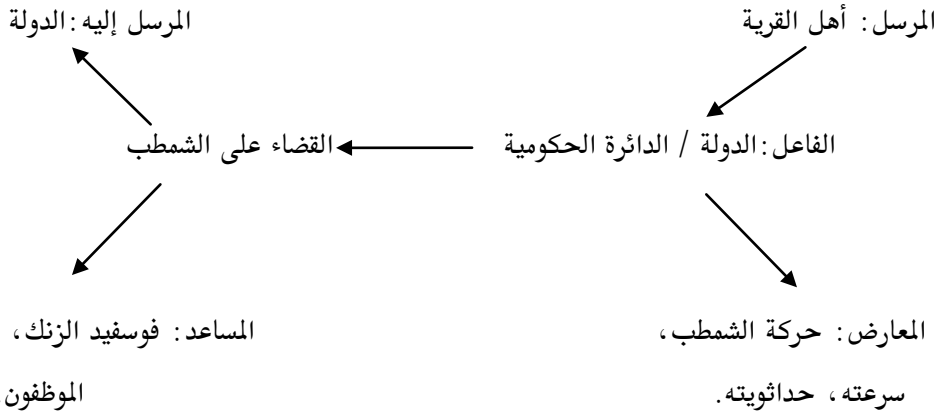 المرسل: أهل القرية
المرسل إليه: الدولة
الفاعل: الدولة / الدائرة الحكومية
القضاء على الشمطب
المعارض: حركة الشمطب،
سرعته، حداثويته.
المساعد: فوسفيد الزنك،
الموظفون